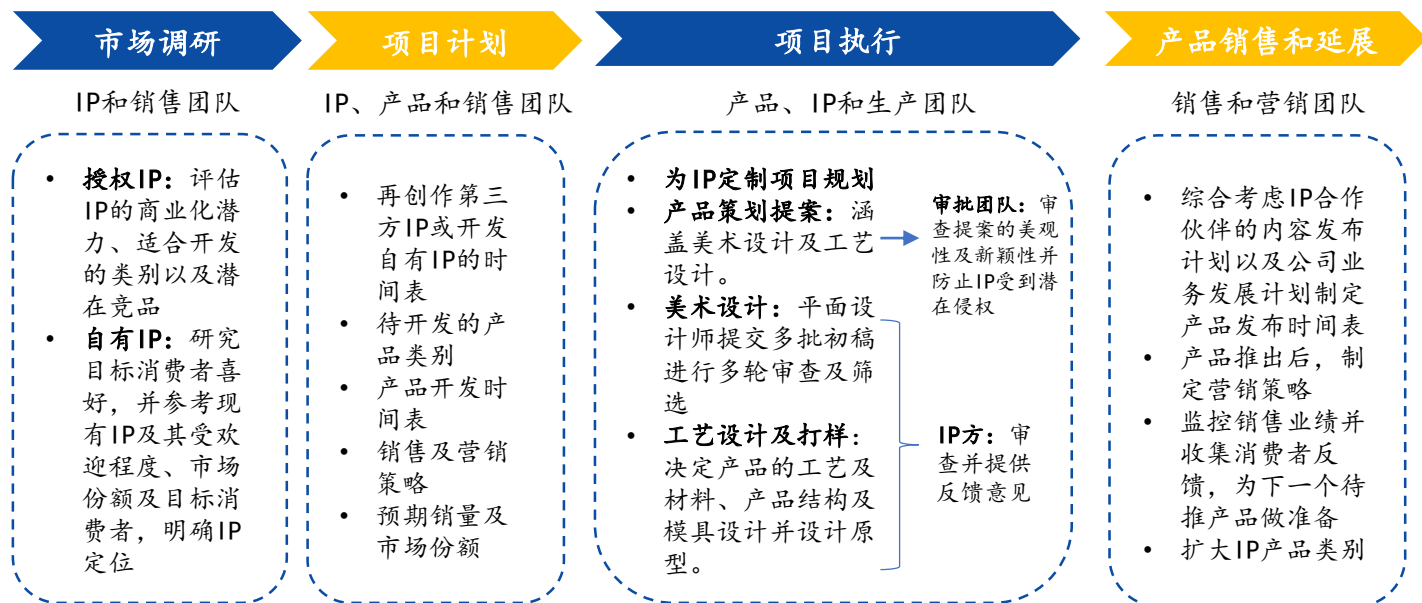 市场调研
项目计划
项目执行
产品销售和延展
IP和销售团队
IP、产品和销售团队
产品、IP和生产团队
销售和营销团队
• 授权IP：评估
IP的商业化潜
力、适合开发
的类别以及潜
在竞品
• 自有IP：研究
目标消费者喜
好，并参考现
有IP及其受欢
迎程度、市场
份额及目标消
费者，明确IP
定位
• 再创作第三
方IP或开发
自有IP的时
间表
• 待开发的产
品类别
• 产品开发时
间表
• 销售及营销
策略
• 预期销量及
市场份额
• 为IP定制项目规划
• 产品策划提案：涵
盖美术设计及工艺
设计。
• 美术设计：平面设
计师提交多批初稿
进行多轮审查及筛
选
• 工艺设计及打样：
决定产品的工艺及
材料、产品结构及
模具设计并设计原
型。
审批团队：审
查提案的美观
性及新颖性并
防止IP受到潜
在侵权
IP方：审
查并提供
反馈意见
• 综合考虑IP合作
伙伴的内容发布
计划以及公司业
务发展计划制定
产品发布时间表
• 产品推出后，制
定营销策略
• 监控销售业绩并
收集消费者反
馈，为下一个待
推产品做准备
• 扩大IP产品类别